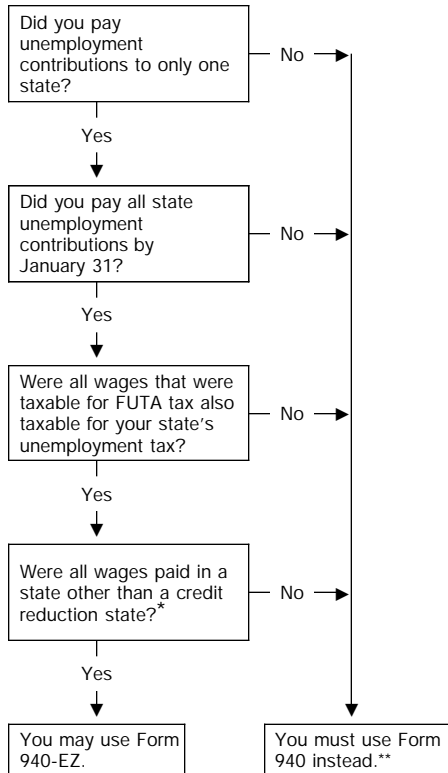 Did you pay
unemployment
contributions to only one
state?
No
Yes
Did you pay all state
unemployment
contributions by
January 31?
No
Yes
Were all wages that were
taxable for FUTA tax also
taxable for your state's
unemployment tax?
No
Yes
Were all wages paid in a
state other than a credit
reduction state?*
No
Yes
You may use Form
940-EZ.
You must use Form
940 instead.**